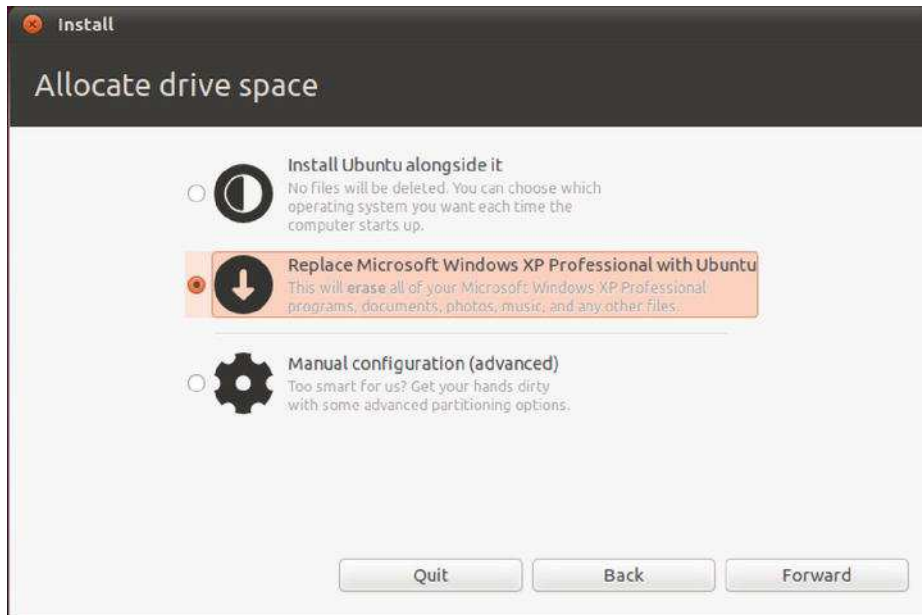 Install
Allocate drive space
Install Ubuntu alongside it
No files will be deleted. You can choose which
operating system you want each time the
computer starts up.
Replace Microsoft Windows XP Professional with Ubuntu
This will erase all of your Microsoft Windows XP Professional
programs, documents, photos, music, and any other files.
Manual configuration (advanced)
Too smart for us? Get your hands dirty
with some advanced partitioning options.
Quit
Back
Forward